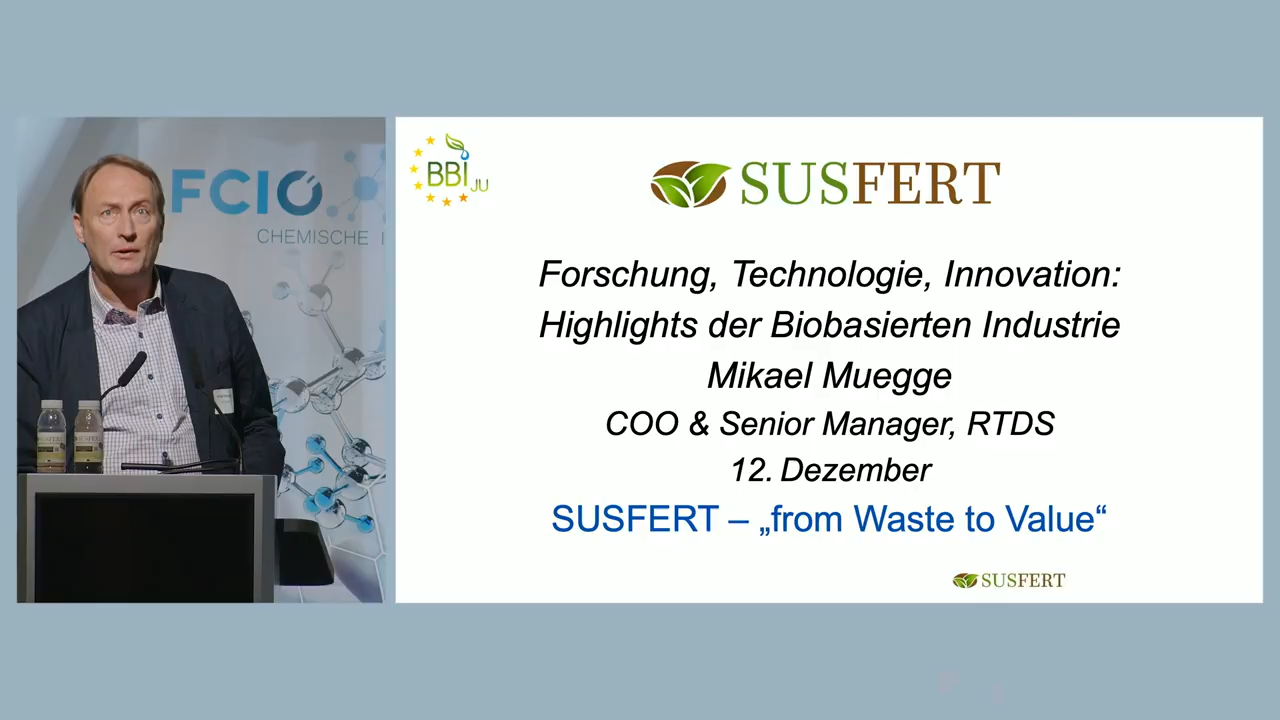 FCIO
CHEMISCHE I
BBI JU
SUSFERT
Forschung, Technologie, Innovation:
Highlights der Biobasierten Industrie
Mikael Muegge
COO & Senior Manager, RTDS
12. Dezember
SUSFERT – „from Waste to Value“
SUSFERT